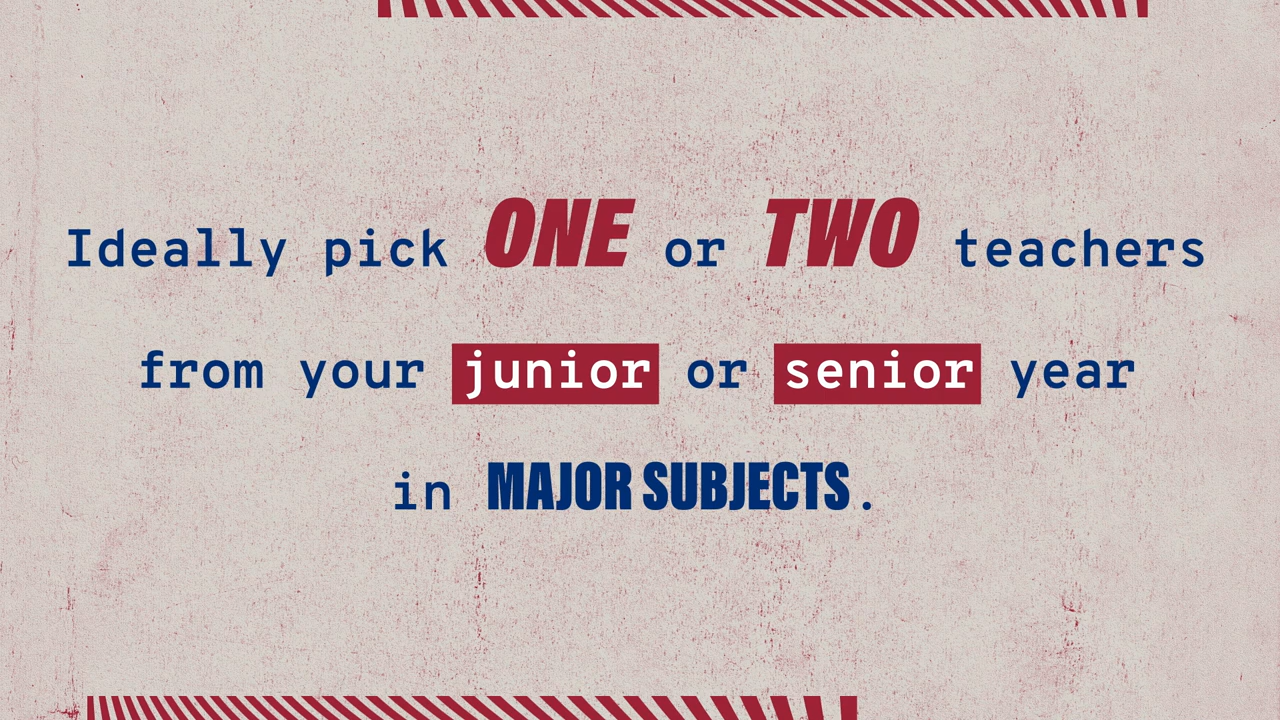 Ideally pick ONE or TWO teachers
from your junior or senior year
in MAJOR SUBJECTS.